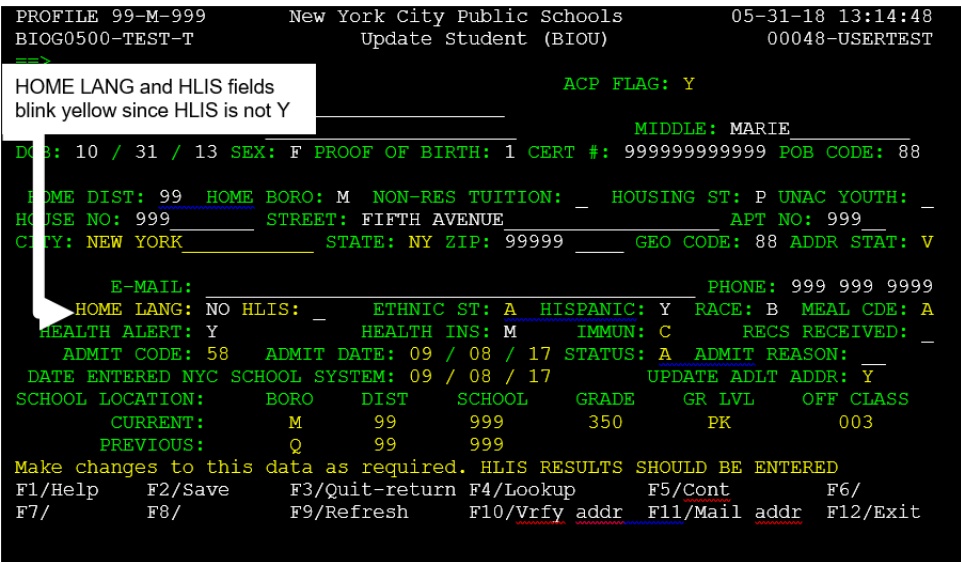 PROFILE 99-M-999 New York City Public Schools 05-31-18 13:14:48
BIOG0500-TEST-T Update Student (BIOU) 00048-USERTEST
==>
HOME LANG and HLIS fields
blink yellow since HLIS is not Y
ACP FLAG: Y
MIDDLE: MARIE
DOB: 10 / 31 / 13 SEX: F PROOF OF BIRTH: 1 CERT #: 999999999999 POB CODE: 88
HOME DIST: 99 HOME BORO: M NON-RES TUITION: _ HOUSING ST: P UNAC YOUTH: _
HOUSE NO: 999 STREET: FIFTH AVENUE APT NO: 999
CITY: NEW YORK STATE: NY ZIP: 99999 GEO CODE: 88 ADDR STAT: V
E-MAIL: PHONE: 999 999 9999
HOME LANG: NO HLIS: _ ETHNIC ST: A HISPANIC: Y RACE: B MEAL CDE: A
HEALTH ALERT: Y HEALTH INS: M IMMUN: C RECS RECEIVED: _
ADMIT CODE: 58 ADMIT DATE: 09 / 08 / 17 STATUS: A ADMIT REASON: __
DATE ENTERED NYC SCHOOL SYSTEM: 09 / 08 / 17 UPDATE ADLT ADDR: Y
SCHOOL LOCATION: BORO DIST SCHOOL GRADE GR LVL OFF CLASS
CURRENT: M 99 999 350 PK 003
PREVIOUS: Q 99 999
Make changes to this data as required. HLIS RESULTS SHOULD BE ENTERED
F1/Help F2/Save F3/Quit-return F4/Lookup F5/Cont F6/
F7/ F8/ F9/Refresh F10/Vrfy addr F11/Mail addr F12/Exit